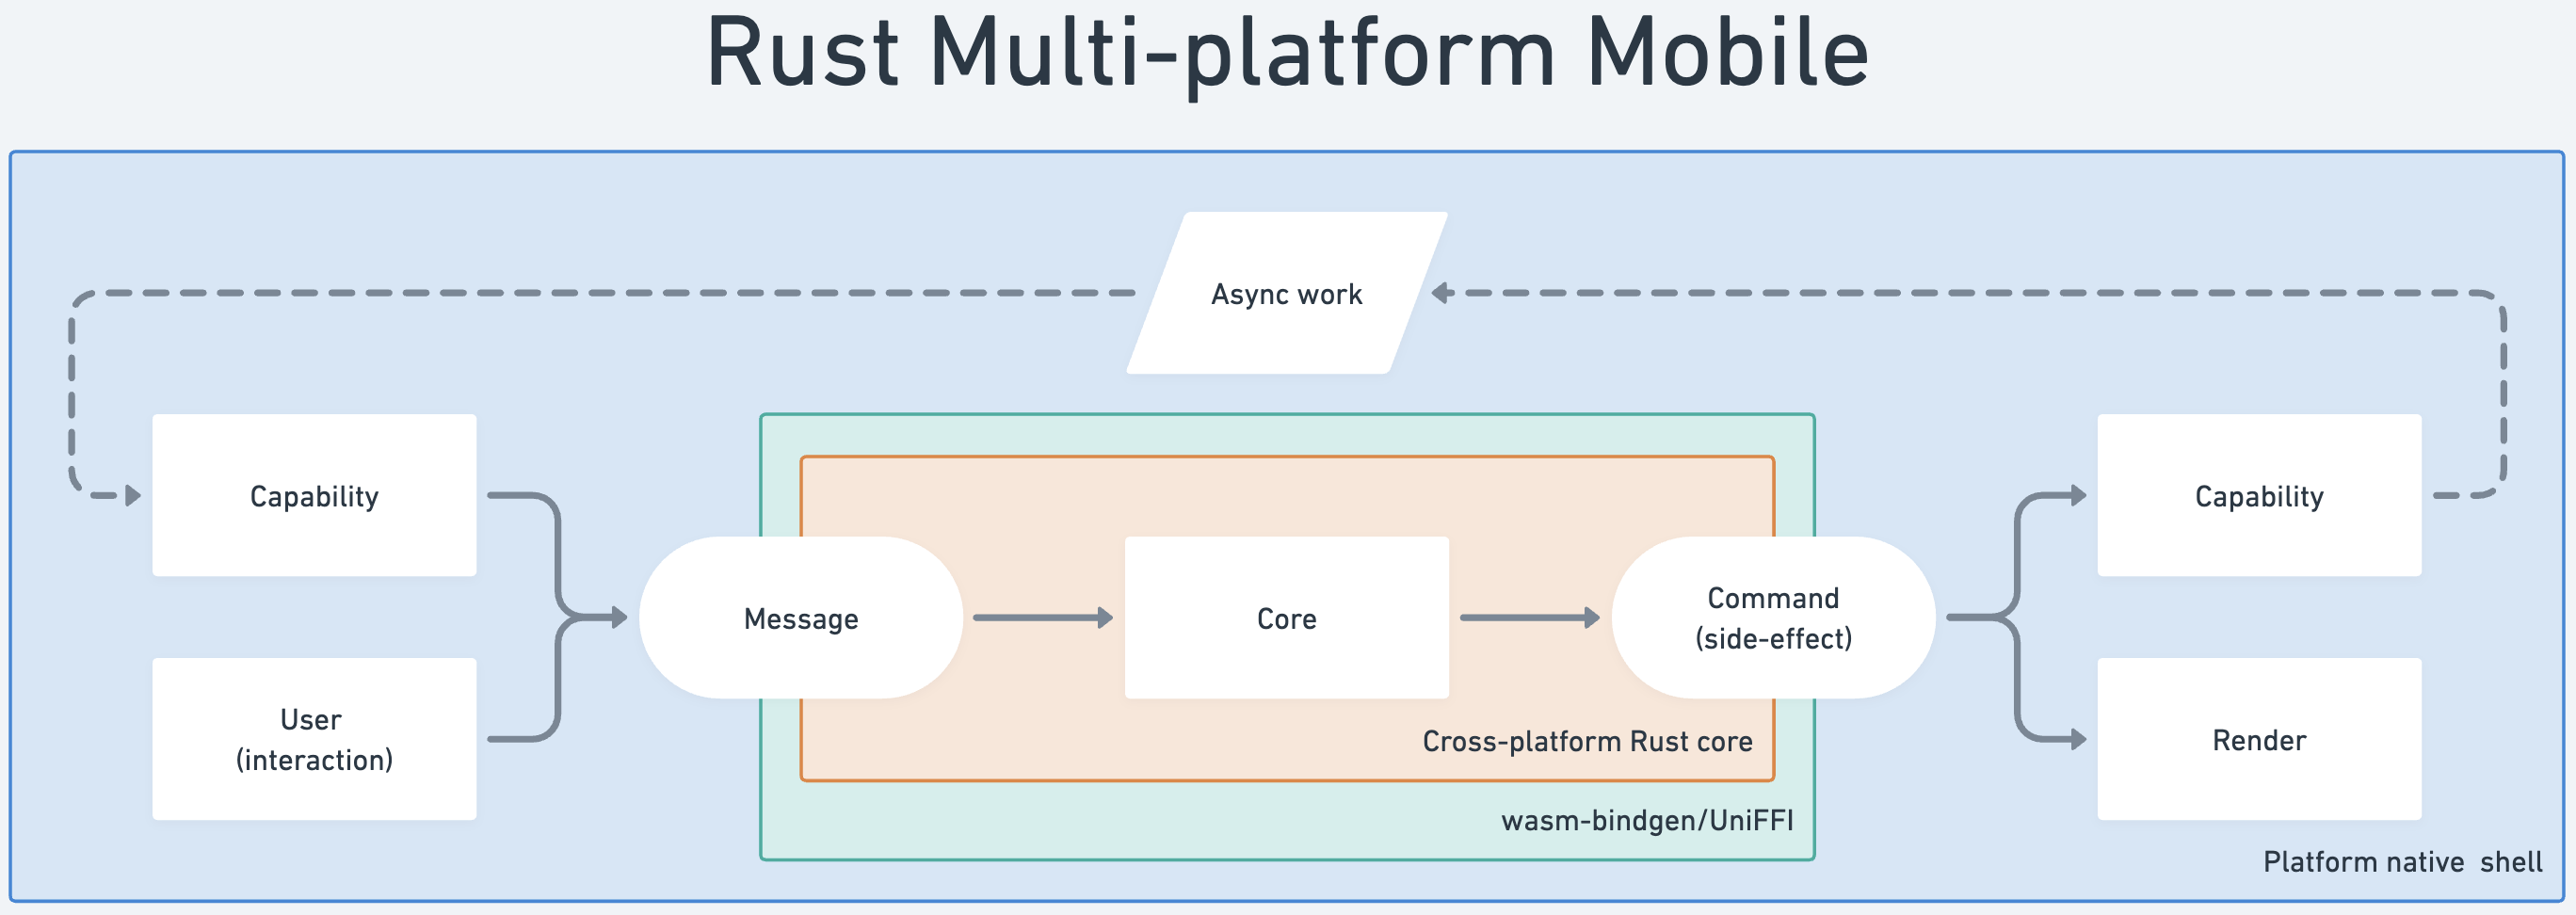 Rust Multi-platform Mobile
Async work
Capability
User
(interaction)
Message
Core
Command
(side-effect)
Capability
Render
Cross-platform Rust core
wasm-bindgen/UniFFI
Platform native shell